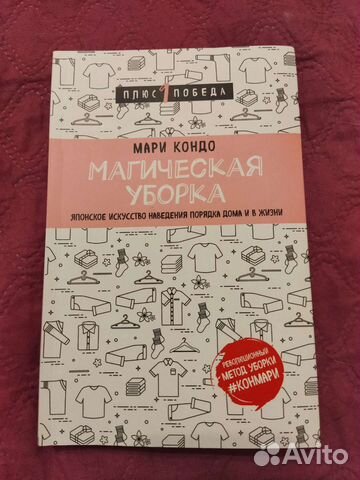 ПЛЮС 1 ПОБЕДА
МАРИ КОНДО
МАГИЧЕСКАЯ
УБОРКА
ЯПОНСКОЕ ИСКУССТВО НАВЕДЕНИЯ ПОРЯДКА ДОМА И В ЖИЗНИ
РЕВОЛЮЦИОННЫЙ
МЕТОД УБОРКИ
#КОНМАРИ
Avito